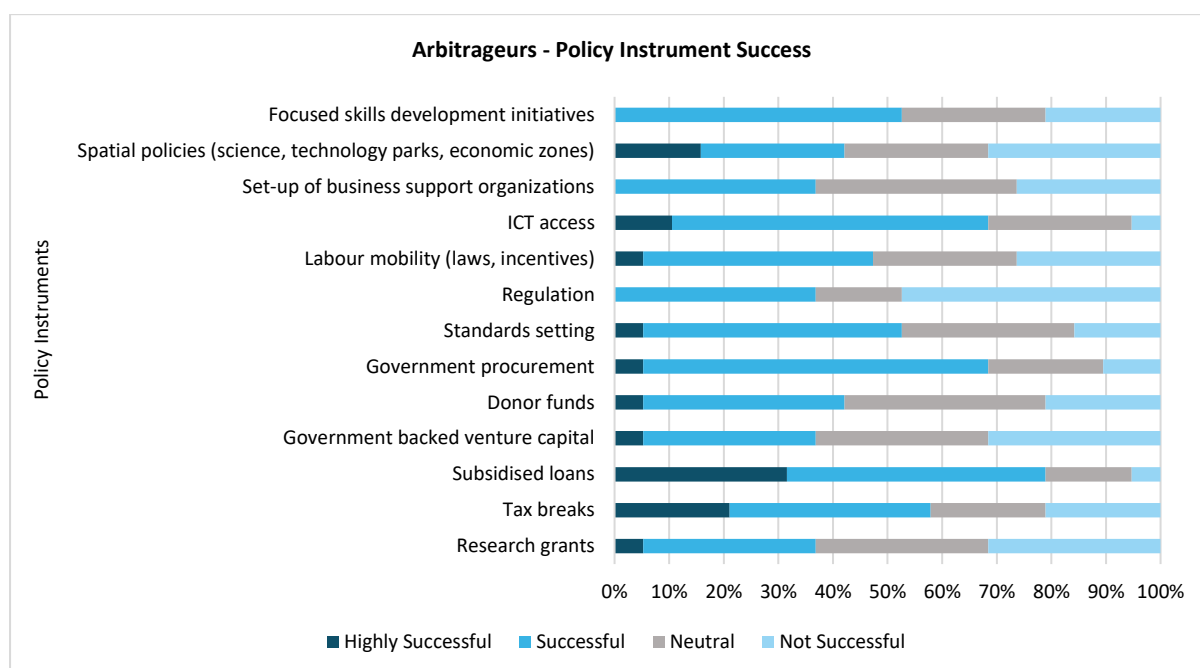 Arbitrageurs - Policy Instrument Success
Policy Instruments
Focused skills development initiatives
Spatial policies (science, technology parks, economic zones)
Set-up of business support organizations
ICT access
Labour mobility (laws, incentives)
Regulation
Standards setting
Government procurement
Donor funds
Government backed venture capital
Subsidised loans
Tax breaks
Research grants
0% 10% 20% 30% 40% 50% 60% 70% 80% 90% 100%
Highly Successful Successful Neutral Not Successful